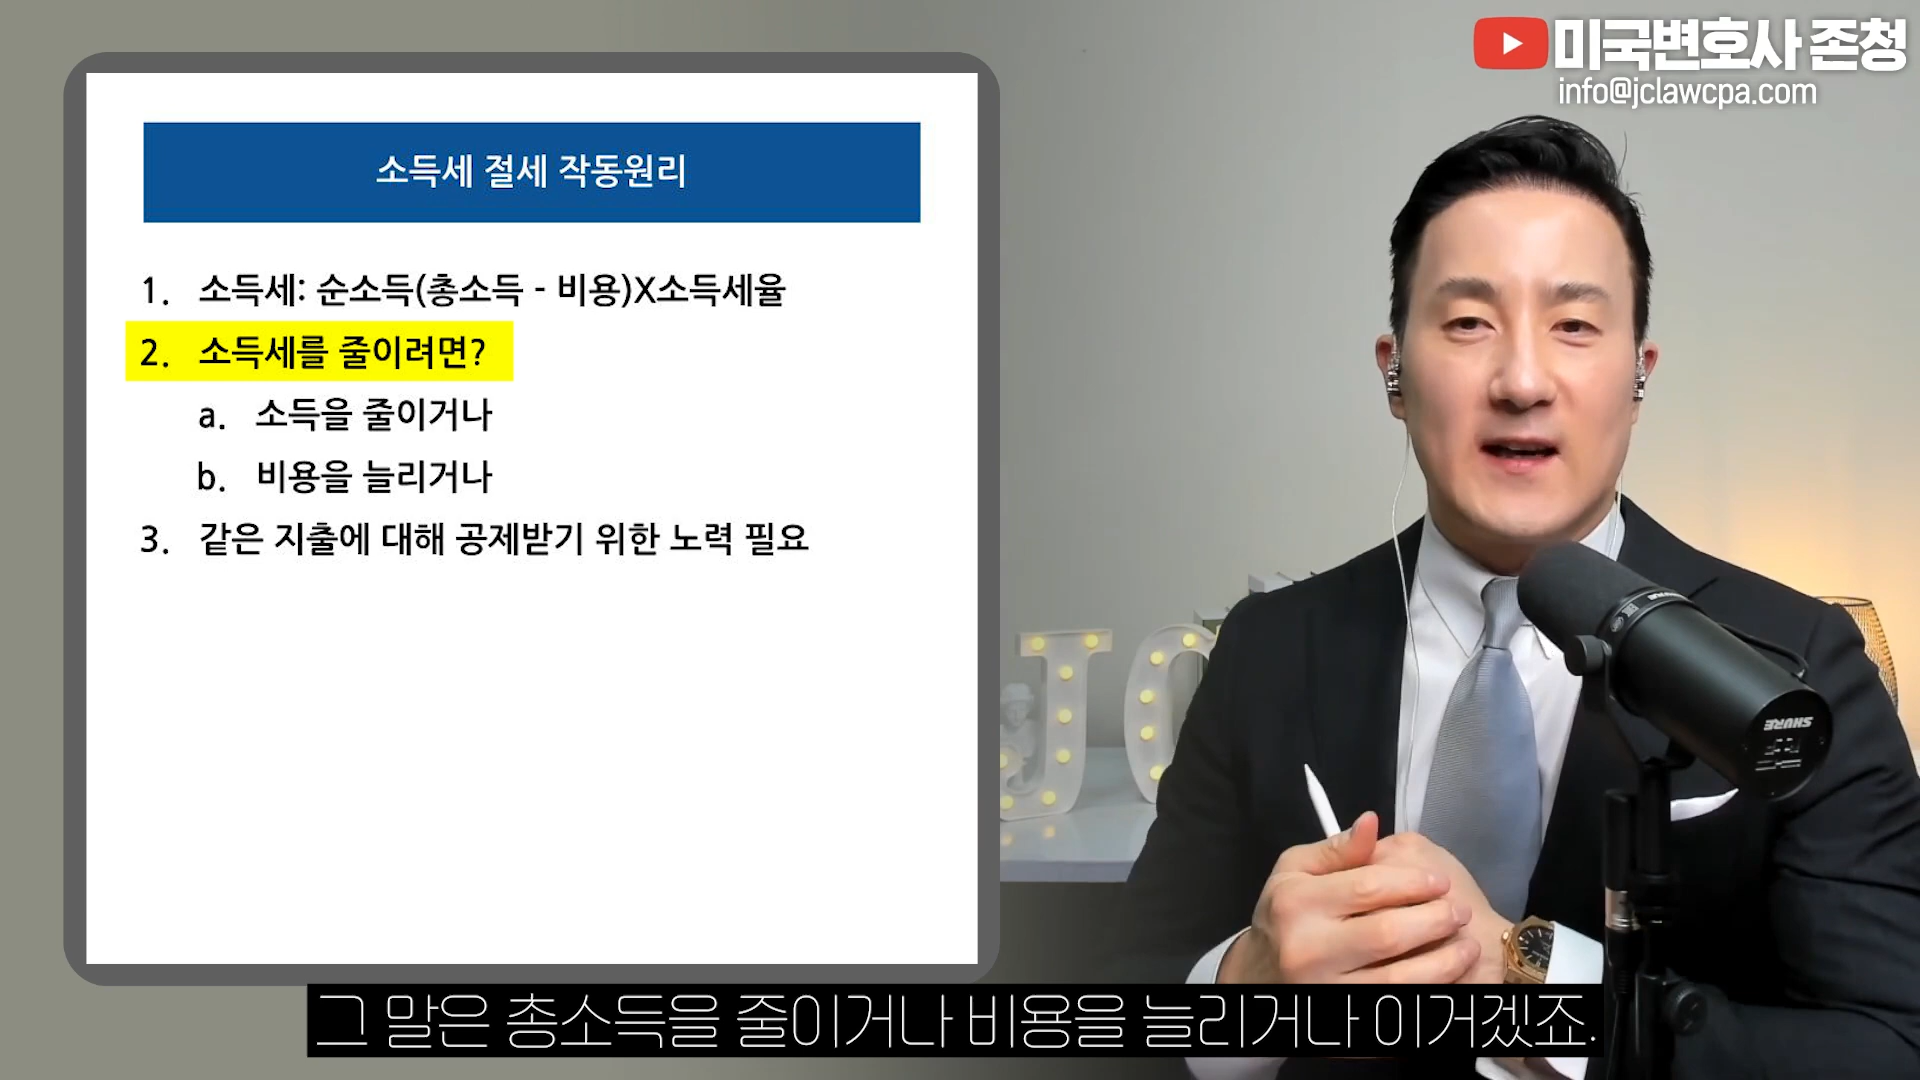 미국변호사 존청
info@jclawcpa.com
소득세 절세 작동원리
1. 소득세: 순소득(총소득 - 비용)X소득세율
2. 소득세를 줄이려면?
a. 소득을 줄이거나
b. 비용을 늘리거나
3. 같은 지출에 대해 공제받기 위한 노력 필요
JC
SHURE
그 말은 총소득을 줄이거나 비용을 늘리거나 이거겠죠.